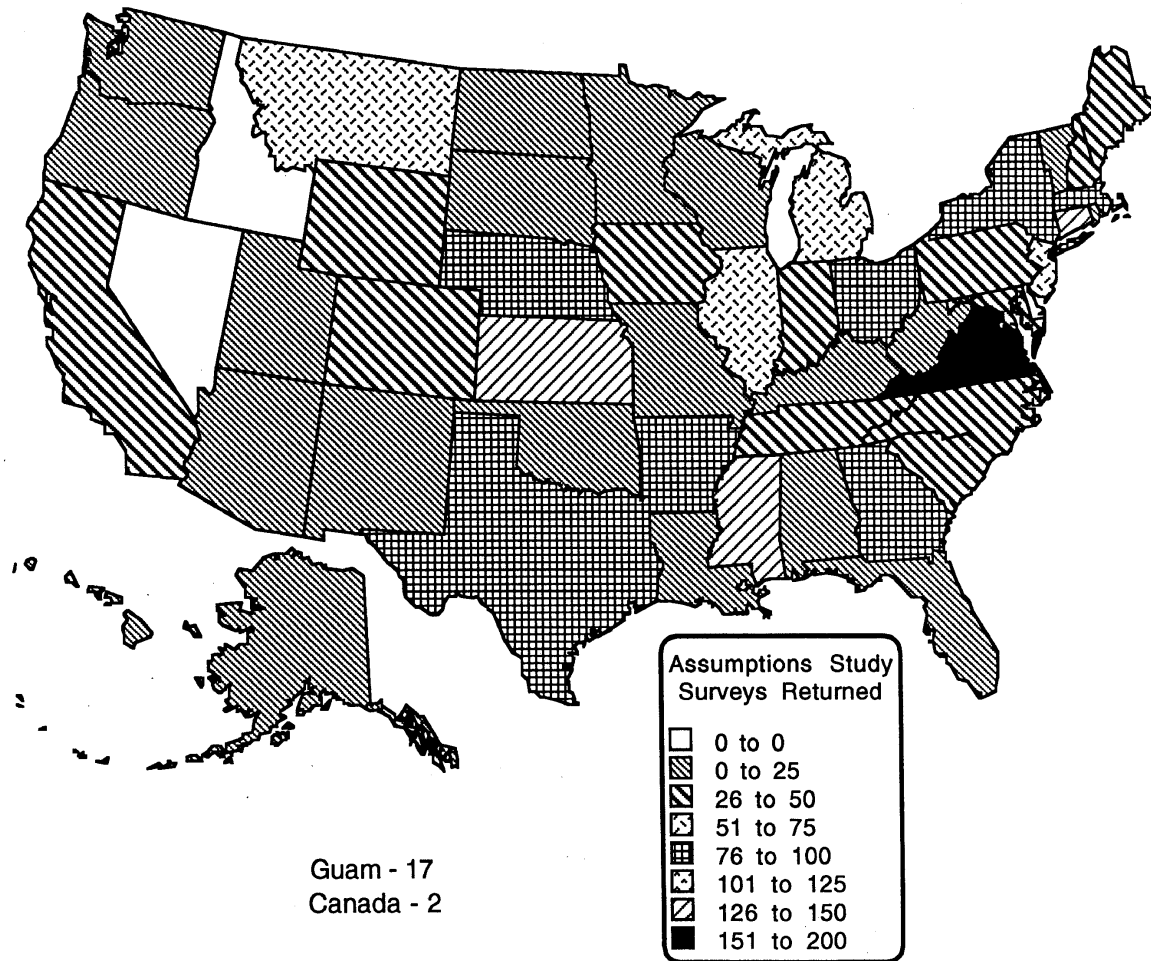 Assumptions Study
Surveys Returned
0 to 0
0 to 25
26 to 50
51 to 75
76 to 100
101 to 125
126 to 150
151 to 200
Guam - 17
Canada - 2